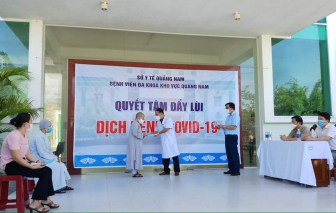 SỞ Y TẾ QUẢNG NAM
BỆNH VIỆN ĐA KHOA KHU VỰC QUẢNG NAM
QUYẾT TÂM ĐẨY LÙI
DỊCH COVID-19